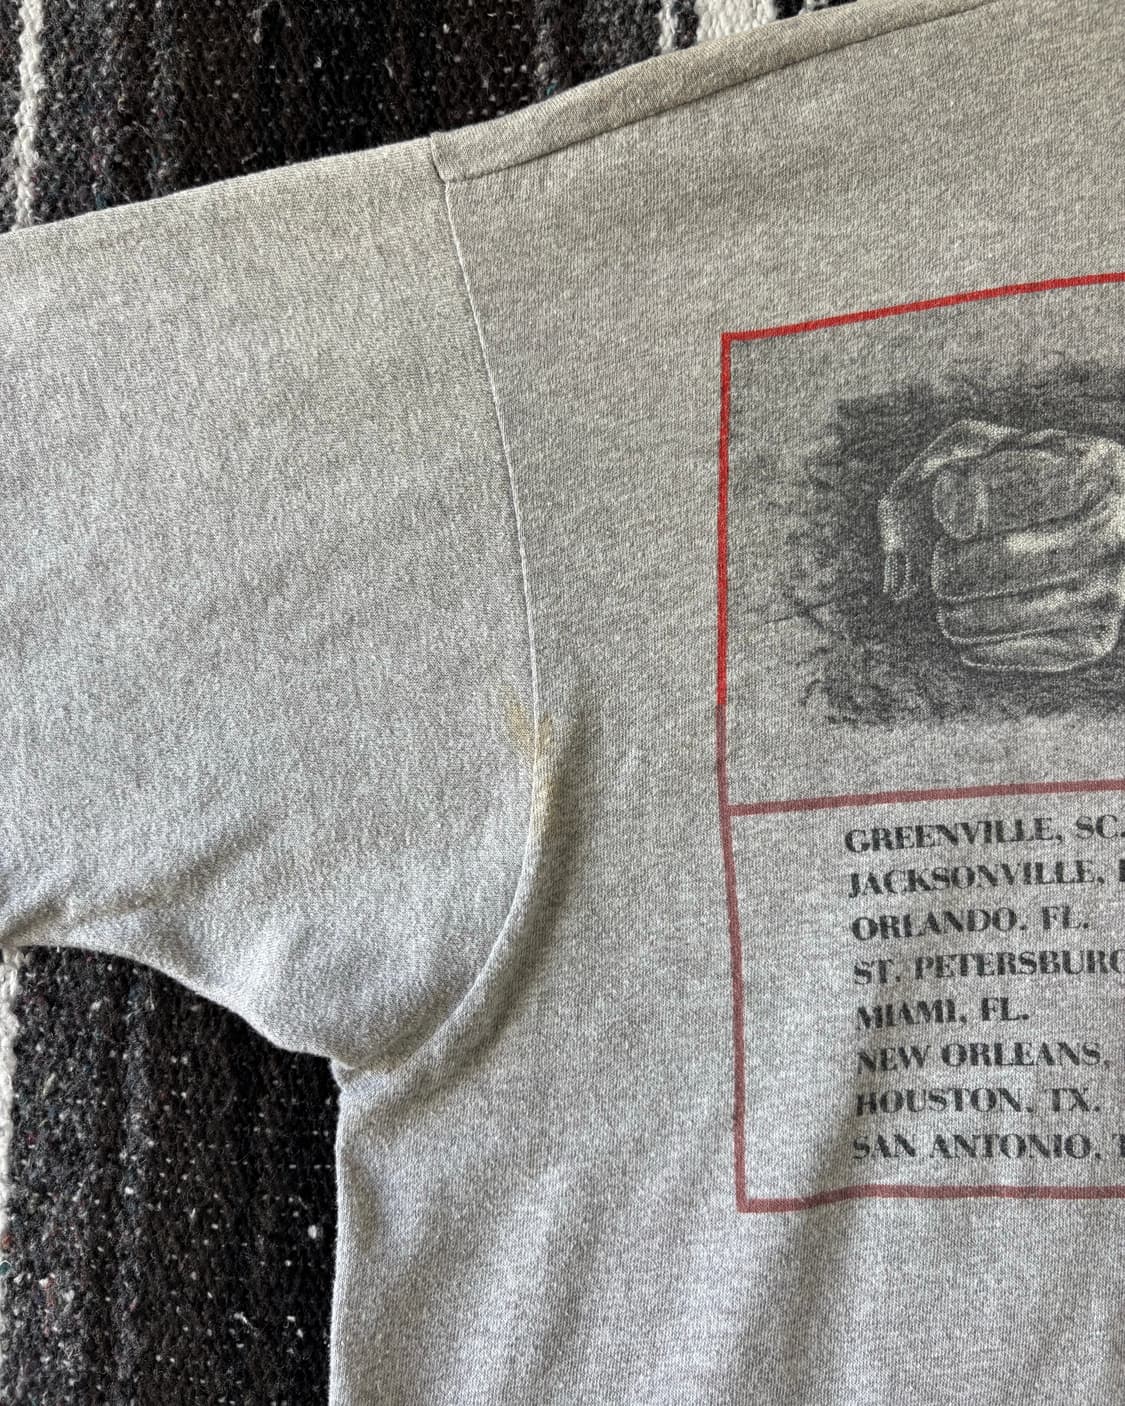 GREENVILLE, SC.
JACKSONVILLE,
ORLANDO, FL.
ST. PETERSBURG
MIAMI, FL.
NEW ORLEANS,
HOUSTON, TX.
SAN ANTONIO,